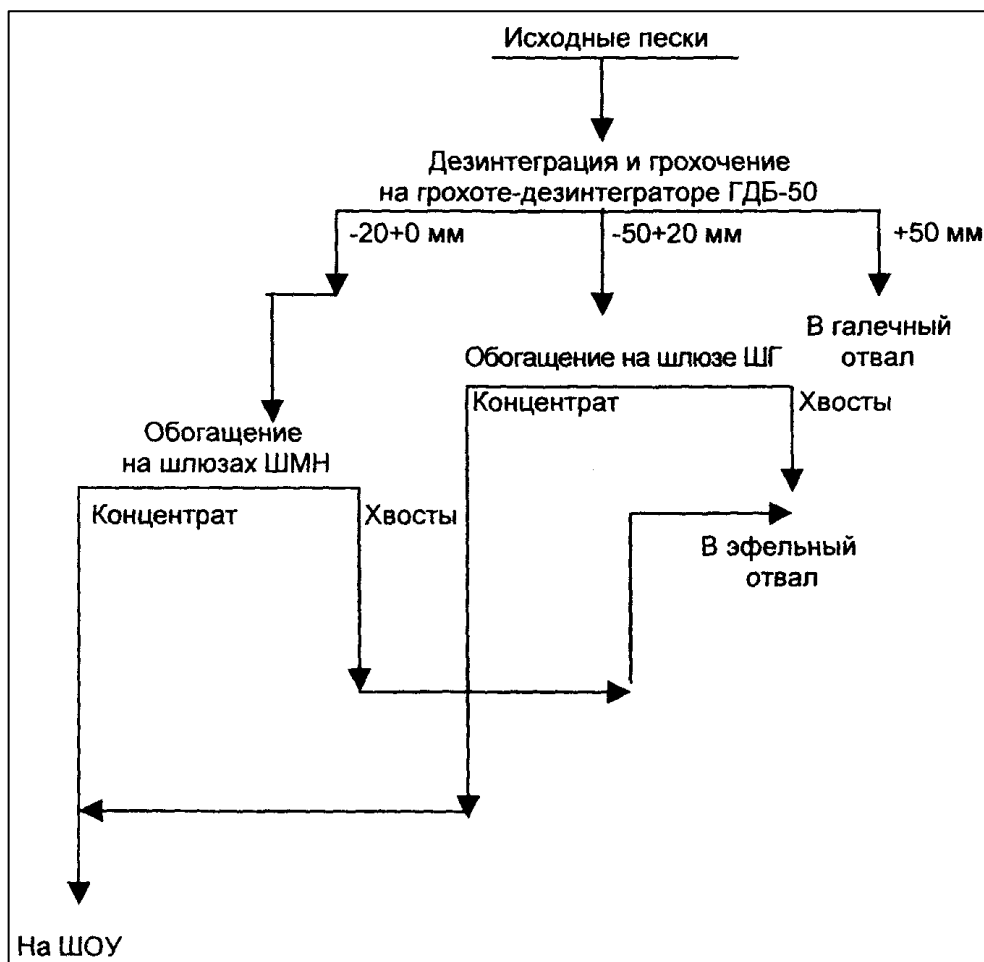 Исходные пески
Дезинтеграция и грохочение
на грохоте-дезинтеграторе ГДБ-50
-20+0 мм
-50+20 мм
+50 мм
В галечный
отвал
Обогащение на шлюзе ШГ
Концентрат
Хвосты
Обогащение
на шлюзах ШМН
Концентрат
Хвосты
В эфельный
отвал
На ШОУ